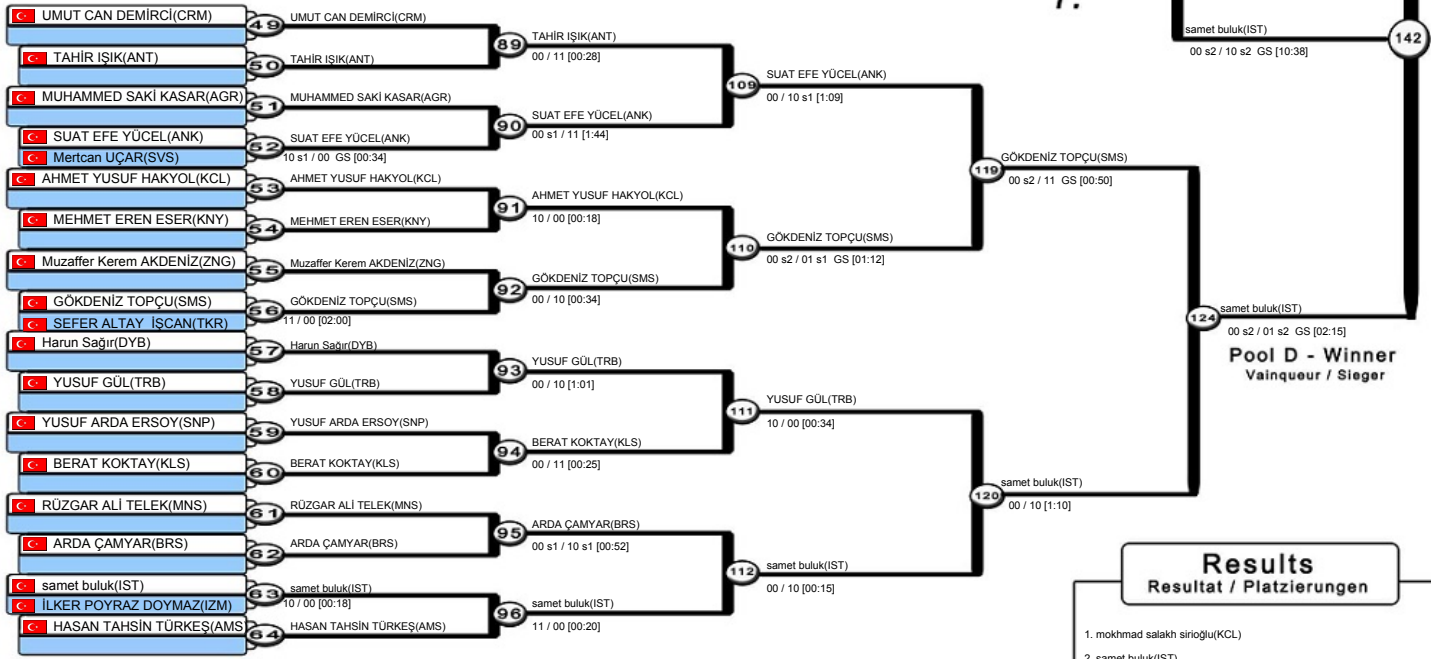 UMUT CAN DEMİRCİ(CRM)
TAHİR IŞIK(ANT)
MUHAMMED SAKİ KASAR(AGR)
SUAT EFE YÜCEL(ANK)
Mertcan UÇAR(SVS)
AHMET YUSUF HAKYOL(KCL)
MEHMET EREN ESER(KNY)
Muzaffer Kerem AKDENİZ(ZNG)
GÖKDENİZ TOPÇU(SMS)
SEFER ALTAY İŞCAN(TKR)
Harun Sağır(DYB)
YUSUF GÜL(TRB)
YUSUF ARDA ERSOY(SNP)
BERAT KOKTAY(KLS)
RÜZGAR ALİ TELEK(MNS)
ARDA ÇAMYAR(BRS)
samet buluk(IST)
İLKER POYRAZ DOYMAZ(IZM)
HASAN TAHSİN TÜRKEŞ(AMS
49
UMUT CAN DEMİRCİ(CRM)
50
TAHİR IŞIK(ANT)
51
MUHAMMED SAKİ KASAR(AGR)
52
SUAT EFE YÜCEL(ANK)
10 s1 / 00 GS [00:34]
53
AHMET YUSUF HAKYOL(KCL)
54
MEHMET EREN ESER(KNY)
55
Muzaffer Kerem AKDENİZ(ZNG)
56
GÖKDENİZ TOPÇU(SMS)
11 / 00 [02:00]
57
Harun Sağır(DYB)
58
YUSUF GÜL(TRB)
59
YUSUF ARDA ERSOY(SNP)
60
BERAT KOKTAY(KLS)
61
RÜZGAR ALİ TELEK(MNS)
62
ARDA ÇAMYAR(BRS)
63
samet buluk(IST)
10 / 00 [00:18]
64
HASAN TAHSİN TÜRKEŞ(AMS)
89
TAHİR IŞIK(ANT)
00 / 11 [00:28]
90
SUAT EFE YÜCEL(ANK)
00 s1 / 11 [1:44]
91
AHMET YUSUF HAKYOL(KCL)
10 / 00 [00:18]
92
GÖKDENİZ TOPÇU(SMS)
00 / 10 [00:34]
93
YUSUF GÜL(TRB)
00 / 10 [1:01]
94
BERAT KOKTAY(KLS)
00 / 11 [00:25]
95
ARDA ÇAMYAR(BRS)
00 s1 / 10 s1 [00:52]
96
samet buluk(IST)
11 / 00 [00:20]
109
SUAT EFE YÜCEL(ANK)
00 / 10 s1 [1:09]
110
GÖKDENİZ TOPÇU(SMS)
00 s2 / 01 s1 GS [01:12]
111
YUSUF GÜL(TRB)
10 / 00 [00:34]
112
samet buluk(IST)
00 / 10 [00:15]
119
GÖKDENİZ TOPÇU(SMS)
00 s2 / 11 GS [00:50]
120
samet buluk(IST)
00 / 10 [1:10]
124
samet buluk(IST)
00 s2 / 01 s2 GS [02:15]
Pool D - Winner
Vainqueur / Sieger
samet buluk(IST)
142
00 s2 / 10 s2 GS [10:38]
Results
Resultat / Platzierungen
1. mokhmad salakh sirioğlu(KCL)
2. samet buluk(IST)